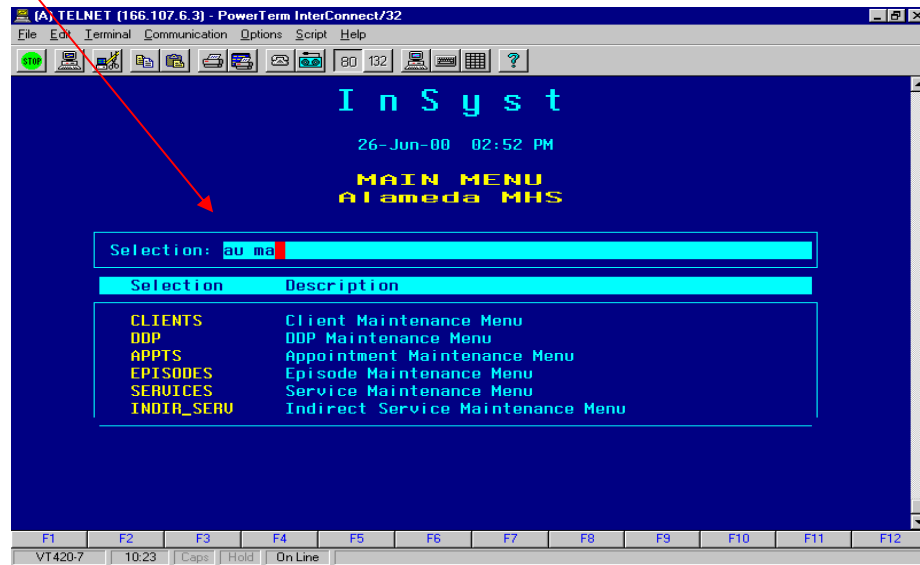 (A) TELNET (166.107.6.3) - PowerTerm InterConnect/32
File Edit Terminal Communication Options Script Help
STOP 80 132 ?
InSyst
26-Jun-00 02:52 PM
MAIN MENU
Alameda MHS
Selection: au ma
Selection Description
CLIENTS Client Maintenance Menu
DDP DDP Maintenance Menu
APPTS Appointment Maintenance Menu
EPISODES Episode Maintenance Menu
SERVICES Service Maintenance Menu
INDIR_SERV Indirect Service Maintenance Menu
F1 F2 F3 F4 F5 F6 F7 F8 F9 F10 F11 F12
VT420-7 10:23 Caps Hold On Line